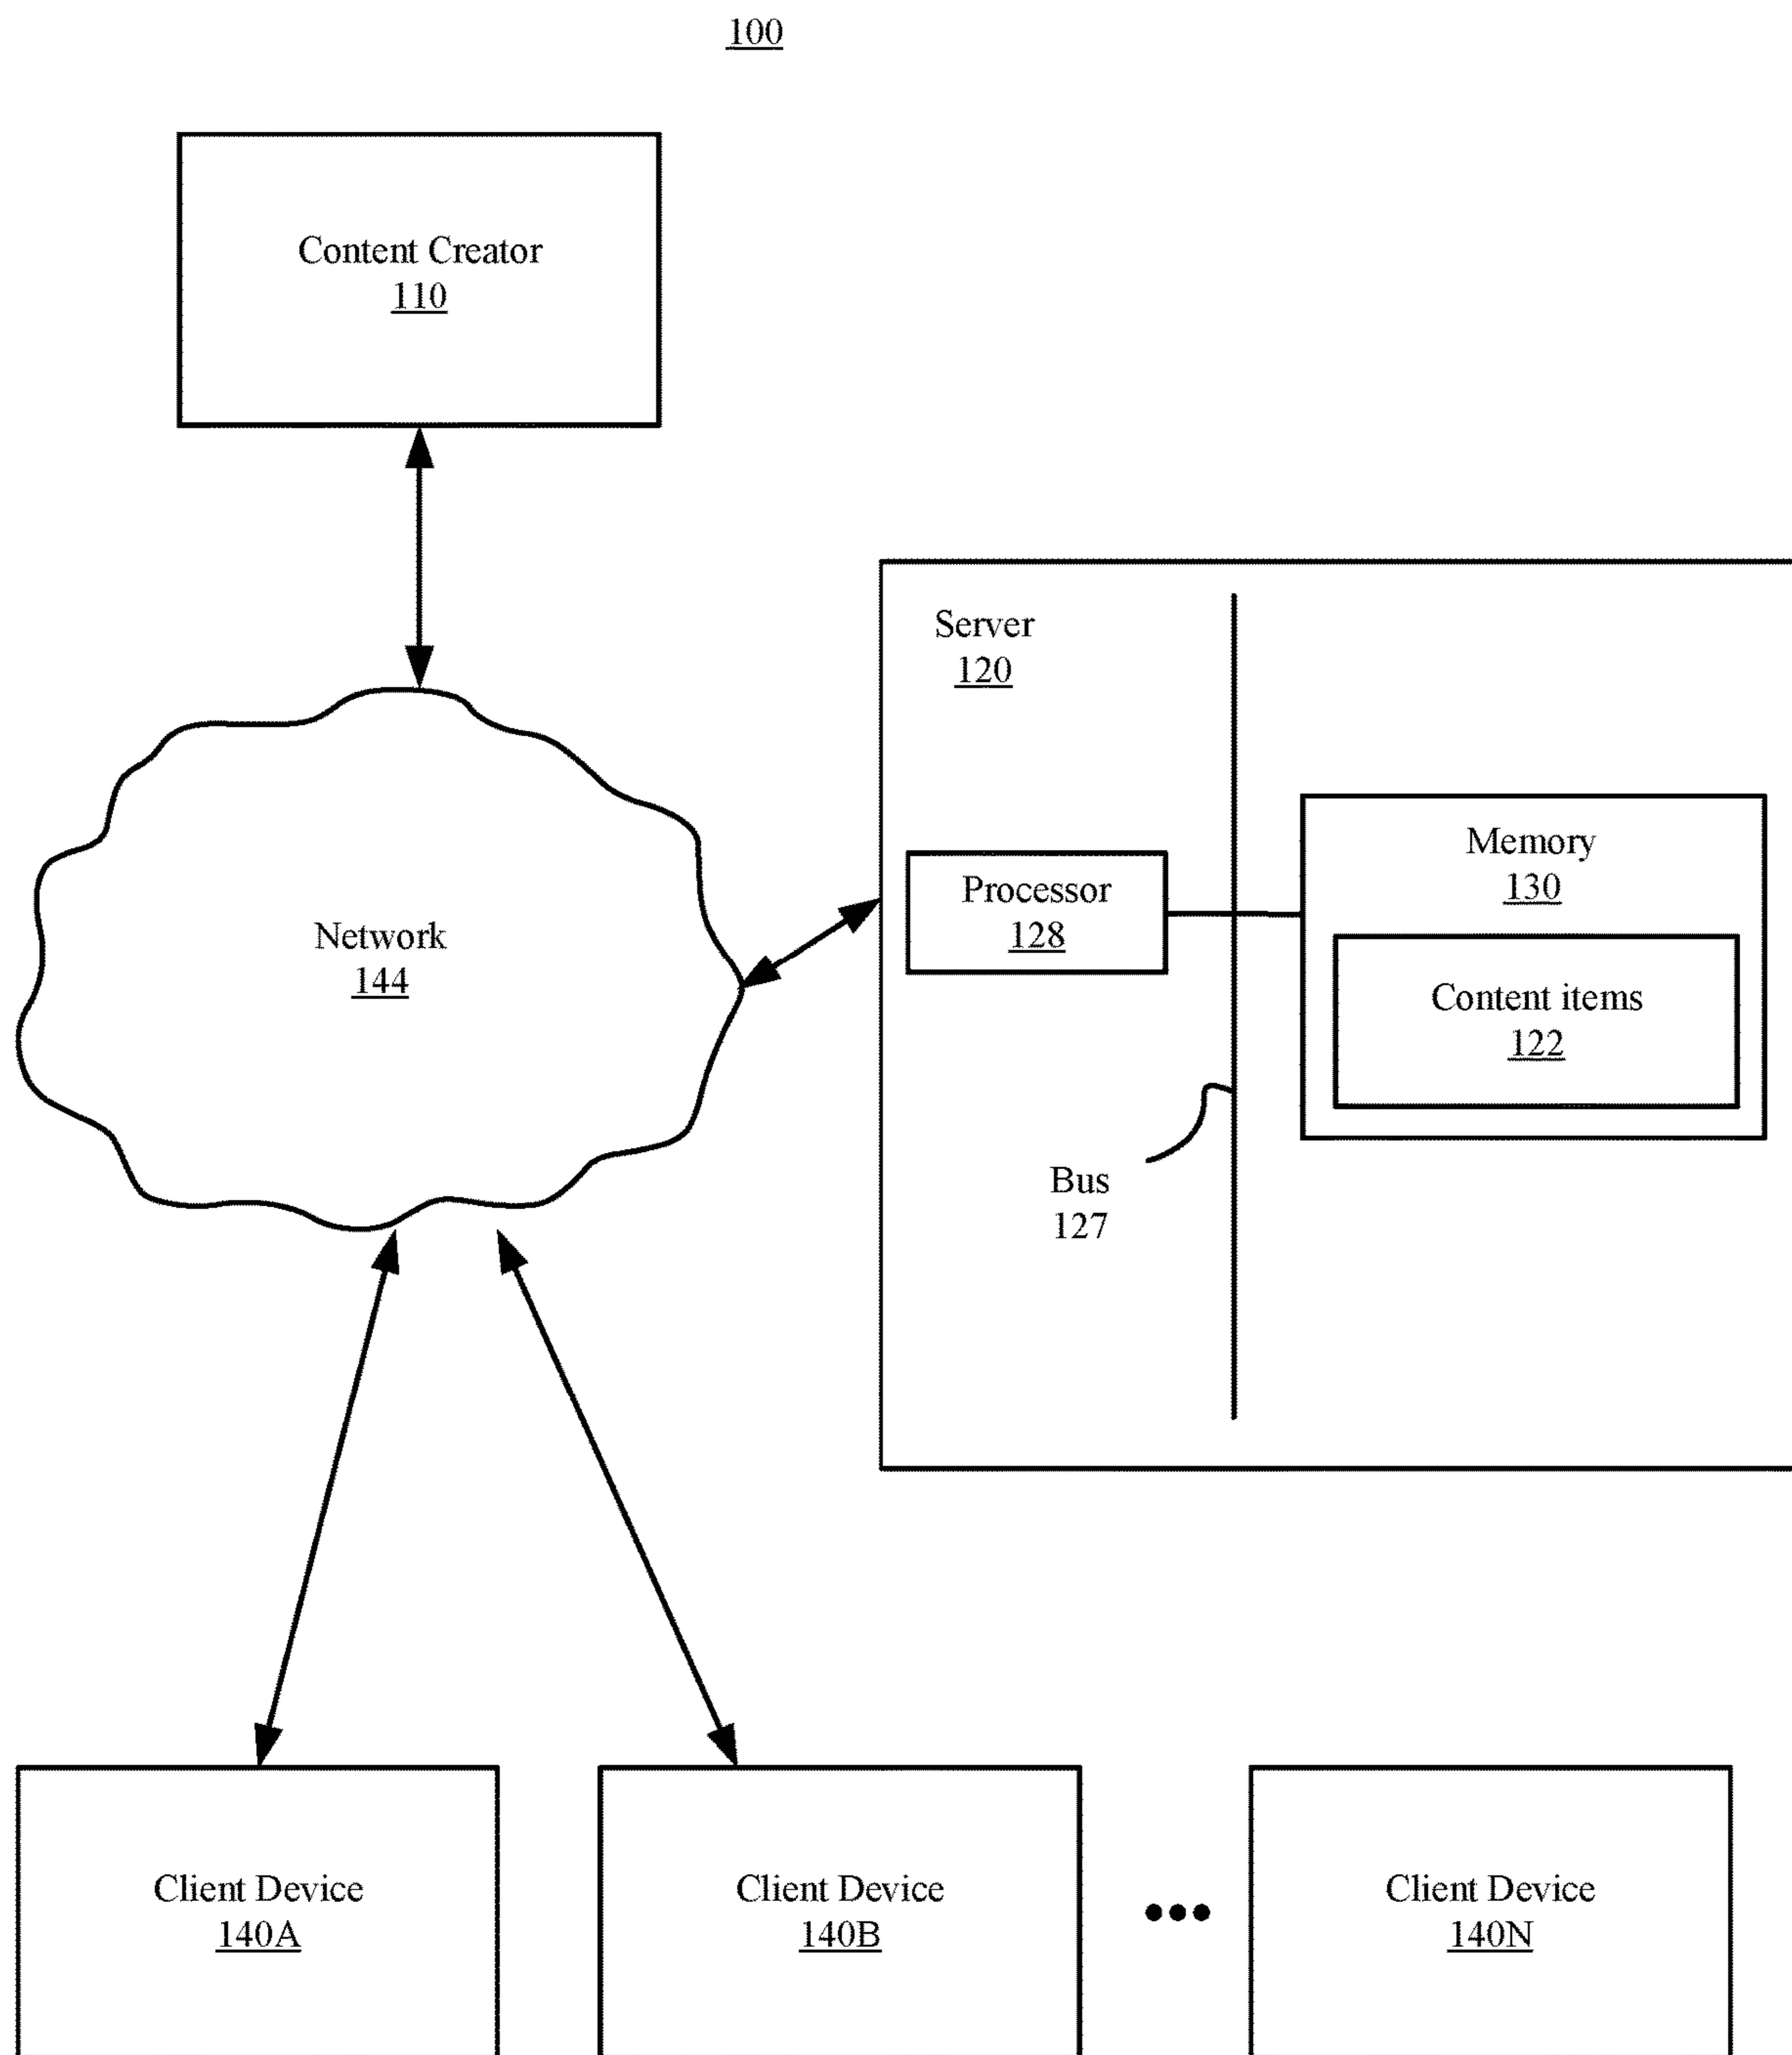 100
Content Creator
110
Server
120
Memory
130
Processor
128
Network
144
Content items
122
Bus
127
Client Device
140A
Client Device
140B
Client Device
140N